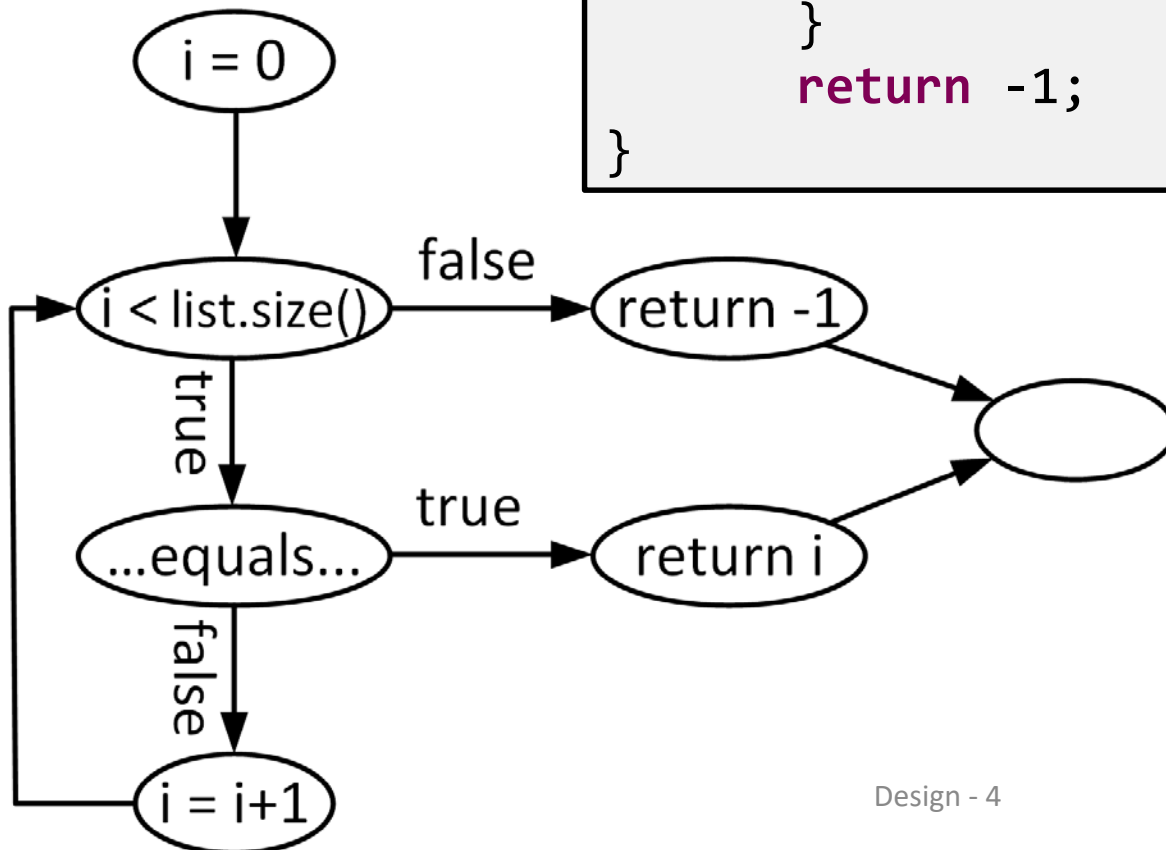 }
return -1;
}
i = 0
false
i < list.size()
return -1
true
true
...equals...
return i
false
i = i+1
Design - 4